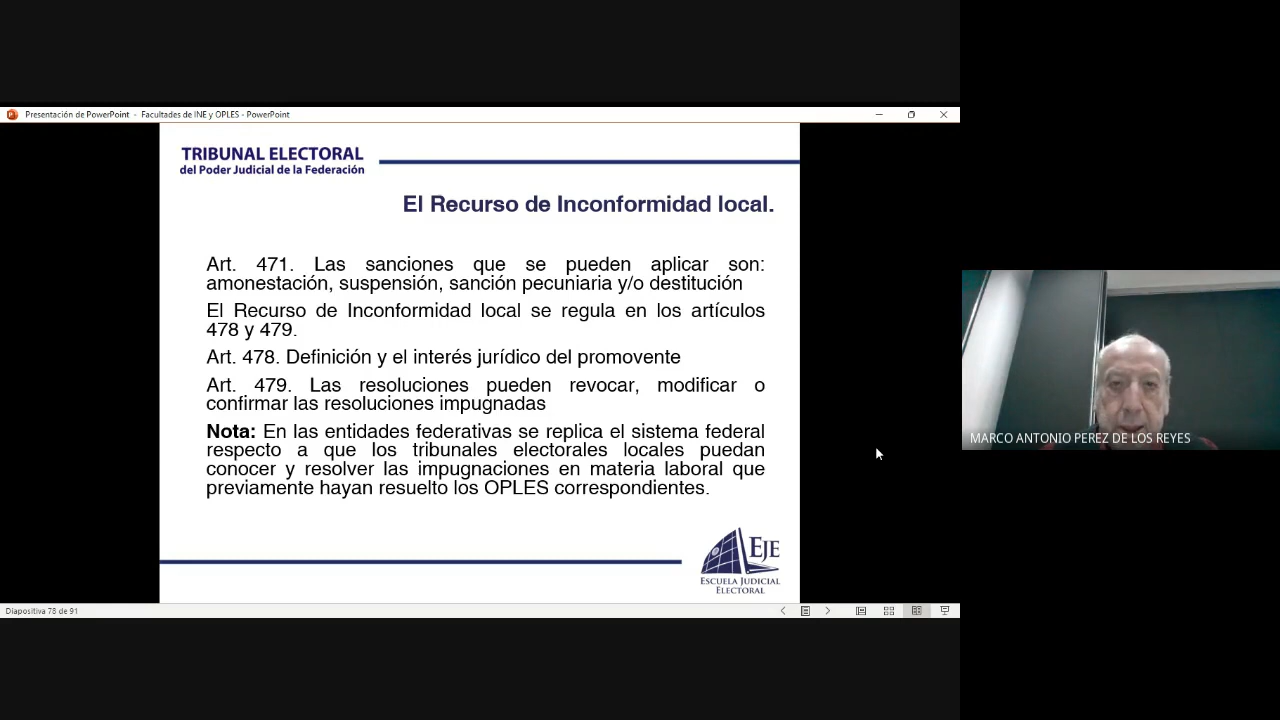 Presentación de PowerPoint - Facultades de INE y OPLES - PowerPoint
TRIBUNAL ELECTORAL
del Poder Judicial de la Federación
El Recurso de Inconformidad local.
Art. 471. Las sanciones que se pueden aplicar son:
amonestación, suspensión, sanción pecuniaria y/o destitución
El Recurso de Inconformidad local se regula en los artículos
478 y 479.
Art. 478. Definición y el interés jurídico del promovente
Art. 479. Las resoluciones pueden revocar, modificar o
confirmar las resoluciones impugnadas
Nota: En las entidades federativas se replica el sistema federal
respecto a que los tribunales electorales locales puedan
conocer y resolver las impugnaciones en materia laboral que
previamente hayan resuelto los OPLES correspondientes.
EJE
ESCUELA JUDICIAL
ELECTORAL
Diapositiva 78 de 91
MARCO ANTONIO PEREZ DE LOS REYES